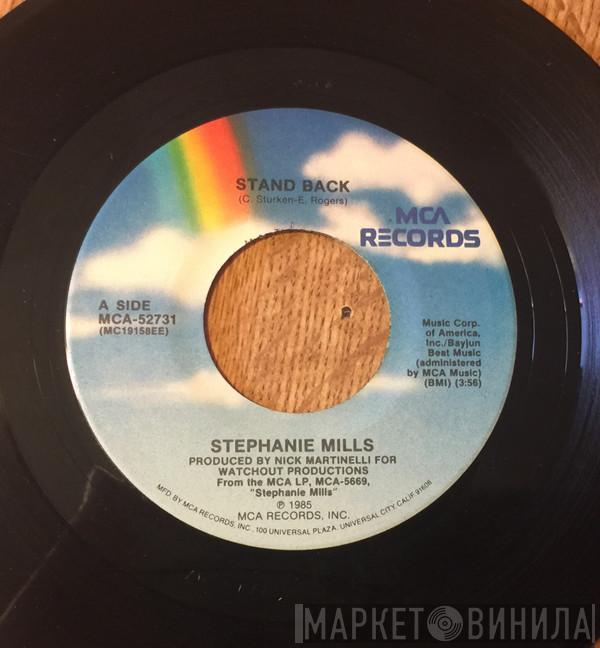 STAND BACK
(C. Sturken-E. Rogers)
MCA
RECORDS
A SIDE
MCA-52731
(MC19158EE)
Music Corp.
of America,
Inc./Bayjun
Beat Music
(administered
by MCA Music)
(BMI) (3:56)
STEPHANIE MILLS
PRODUCED BY NICK MARTINELLI FOR
WATCHOUT PRODUCTIONS
From the MCA LP, MCA-5669,
"Stephanie Mills"
℗ 1985
MCA RECORDS, INC.
MFD BY MCA RECORDS, INC., 100 UNIVERSAL PLAZA, UNIVERSAL CITY, CALIF. 91608
МАРКЕТ ВИНИЛА